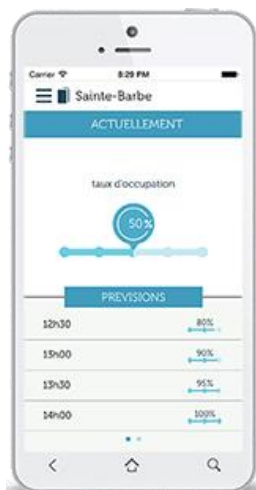 Carrier 8:29 PM
Sainte-Barbe
ACTUELLEMENT
taux d'occupation
50%
PREVISIONS
12h30 80%
13h00 90%
13h30 95%
14h00 100%